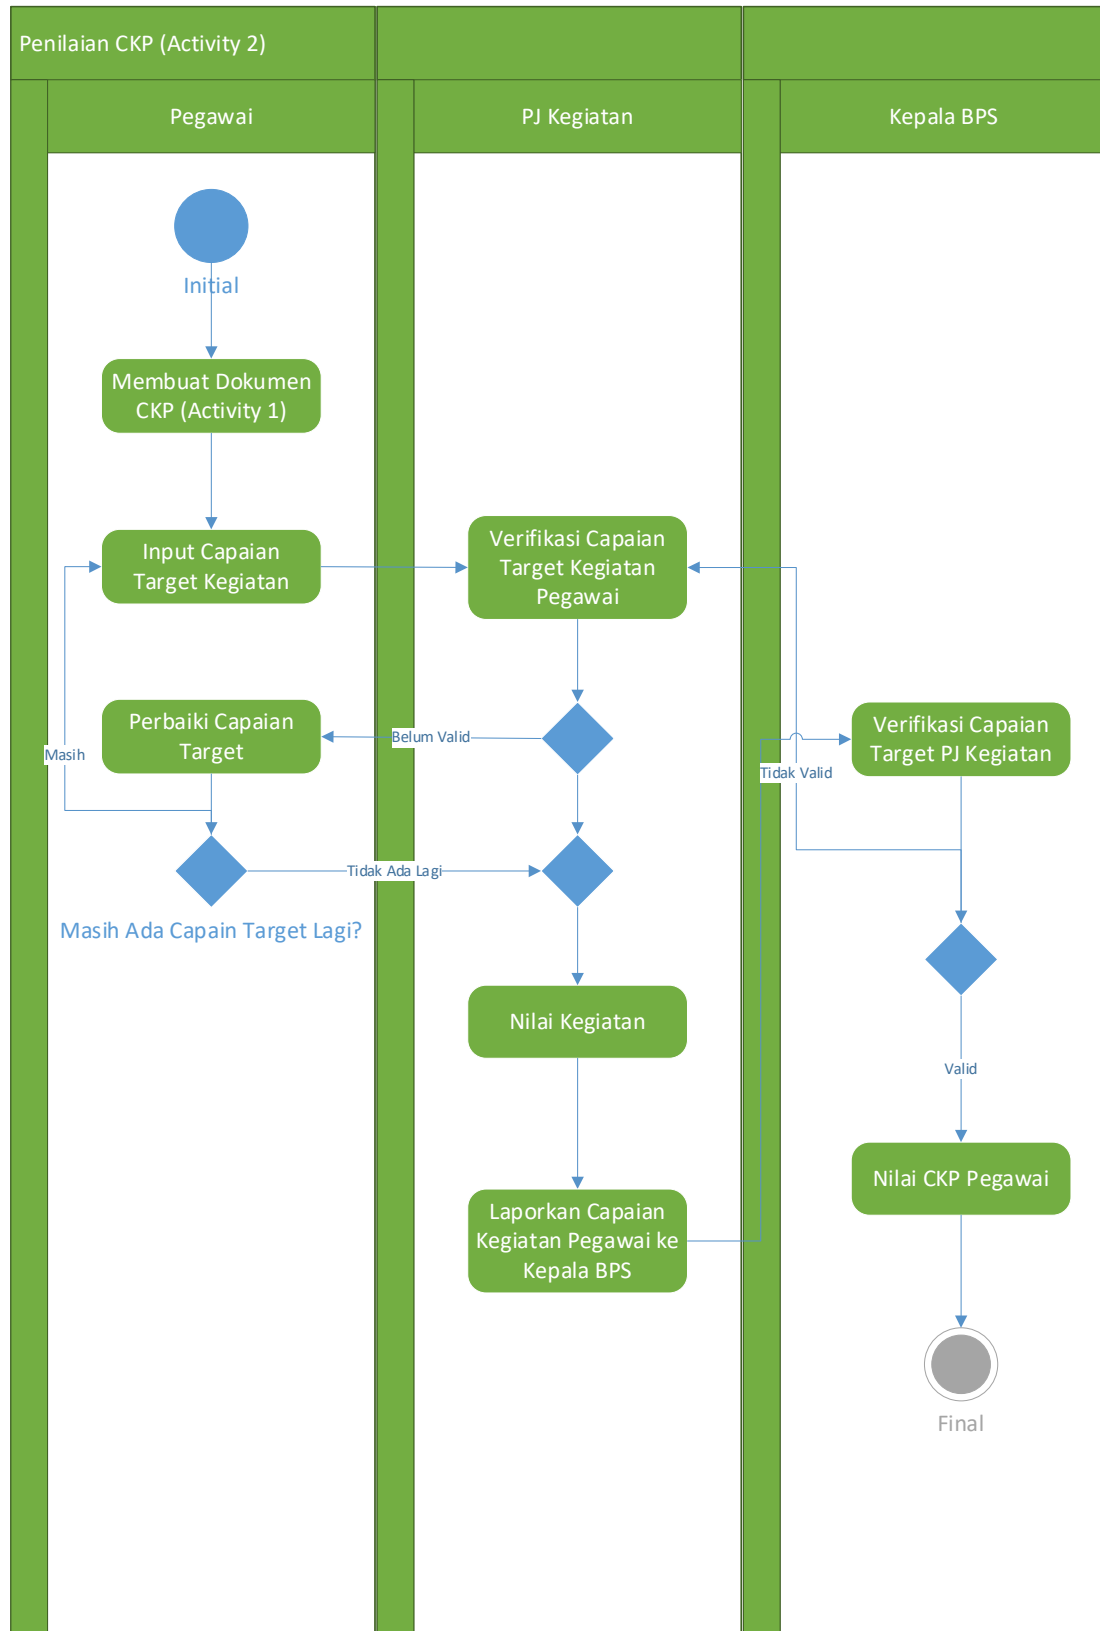 Penilaian CKP (Activity 2)
Pegawai
PJ Kegiatan
Kepala BPS
Initial
Membuat Dokumen
CKP (Activity 1)
Input Capaian
Target Kegiatan
Verifikasi Capaian
Target Kegiatan
Pegawai
Perbaiki Capaian
Target
Belum Valid
Verifikasi Capaian
Target PJ Kegiatan
Masih
Tidak Valid
Tidak Ada Lagi
Masih Ada Capain Target Lagi?
Nilai Kegiatan
Valid
Nilai CKP Pegawai
Laporkan Capaian
Kegiatan Pegawai ke
Kepala BPS
Final